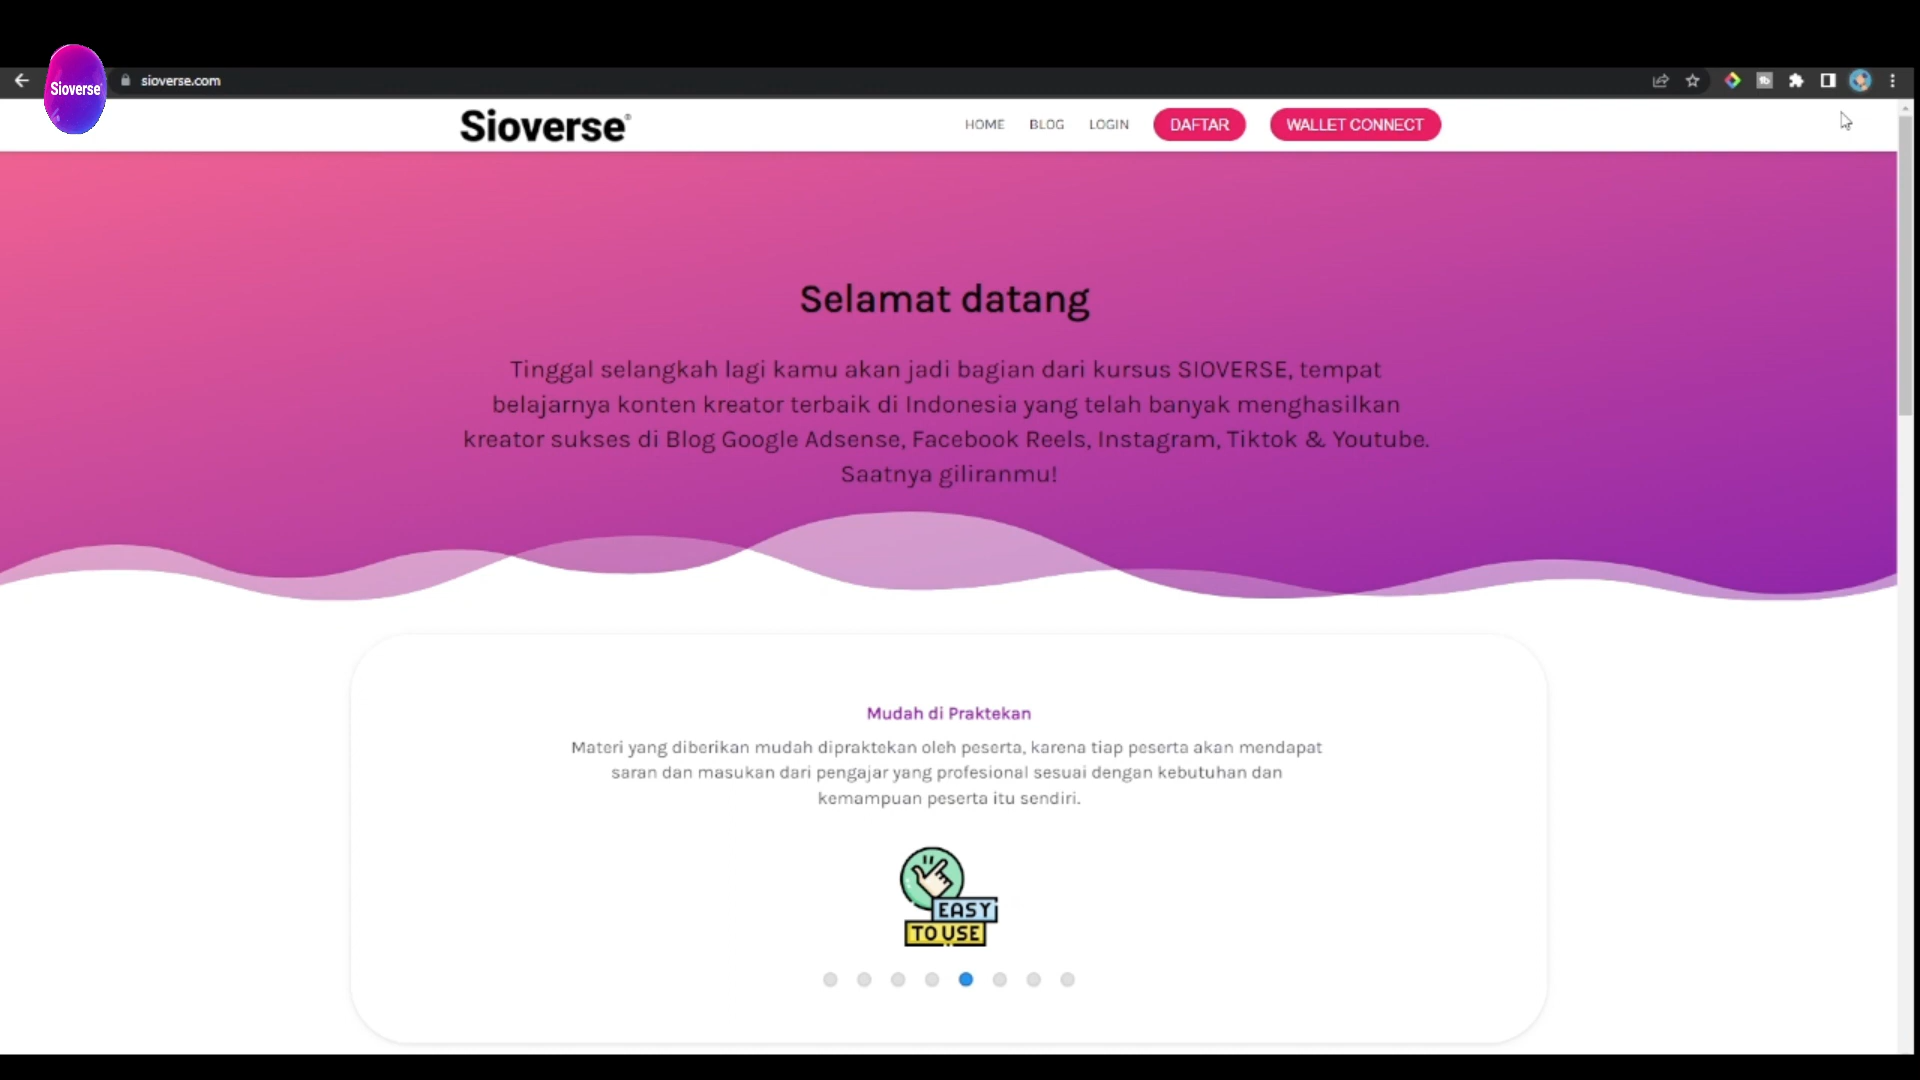 Sioverse
sioverse.com
Sioverse®
HOME BLOG LOGIN DAFTAR WALLET CONNECT
Selamat datang
Tinggal selangkah lagi kamu akan jadi bagian dari kursus SIOVERSE, tempat
belajarnya konten kreator terbaik di Indonesia yang telah banyak menghasilkan
kreator sukses di Blog Google Adsense, Facebook Reels, Instagram, Tiktok & Youtube.
Saatnya giliranmu!
Mudah di Praktekan
Materi yang diberikan mudah dipraktekan oleh peserta, karena tiap peserta akan mendapat
saran dan masukan dari pengajar yang profesional sesuai dengan kebutuhan dan
kemampuan peserta itu sendiri.
EASY
TO USE